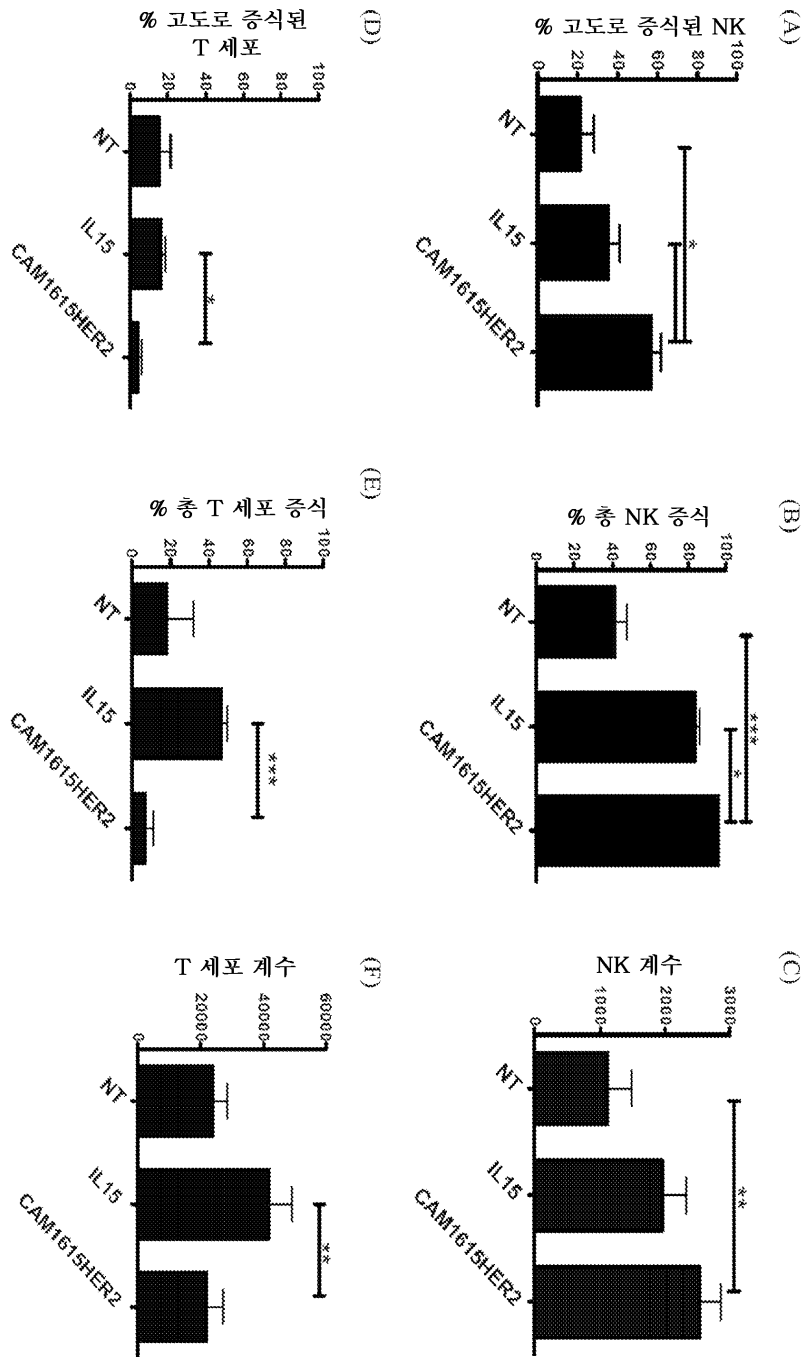 (A)
% 고도로 증식된 NK
100
80
60
40
20
0
NT
IL15
CAM1615HER2
*
(B)
% 총 NK 증식
100
80
60
40
20
0
NT
IL15
CAM1615HER2
***
*
(C)
NK 계수
3000
2000
1000
0
NT
IL15
CAM1615HER2
**
(D)
% 고도로 증식된
T 세포
100
80
60
40
20
0
NT
IL15
CAM1615HER2
*
(E)
% 총 T 세포 증식
100
80
60
40
20
0
NT
IL15
CAM1615HER2
***
(F)
T 세포 계수
60000
40000
20000
0
NT
IL15
CAM1615HER2
**